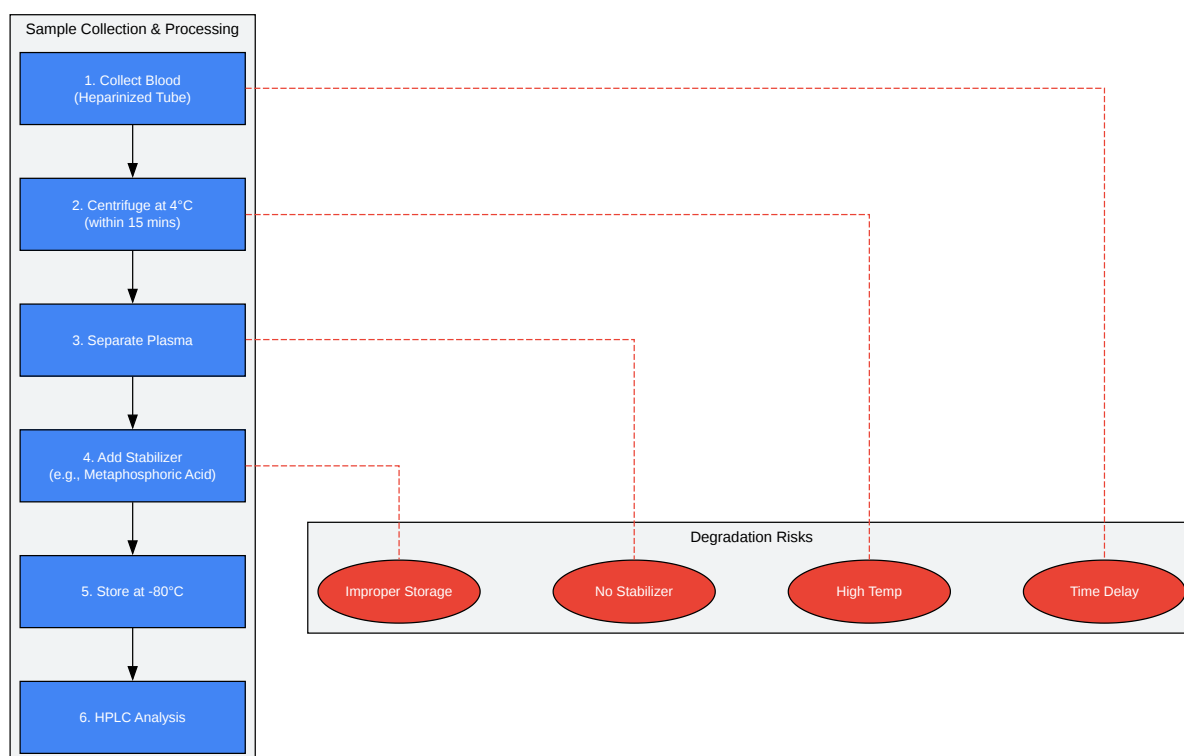 Sample Collection & Processing
1. Collect Blood
(Heparinized Tube)
2. Centrifuge at 4°C
(within 15 mins)
3. Separate Plasma
4. Add Stabilizer
(e.g., Metaphosphoric Acid)
5. Store at -80°C
6. HPLC Analysis
Degradation Risks
Improper Storage
No Stabilizer
High Temp
Time Delay